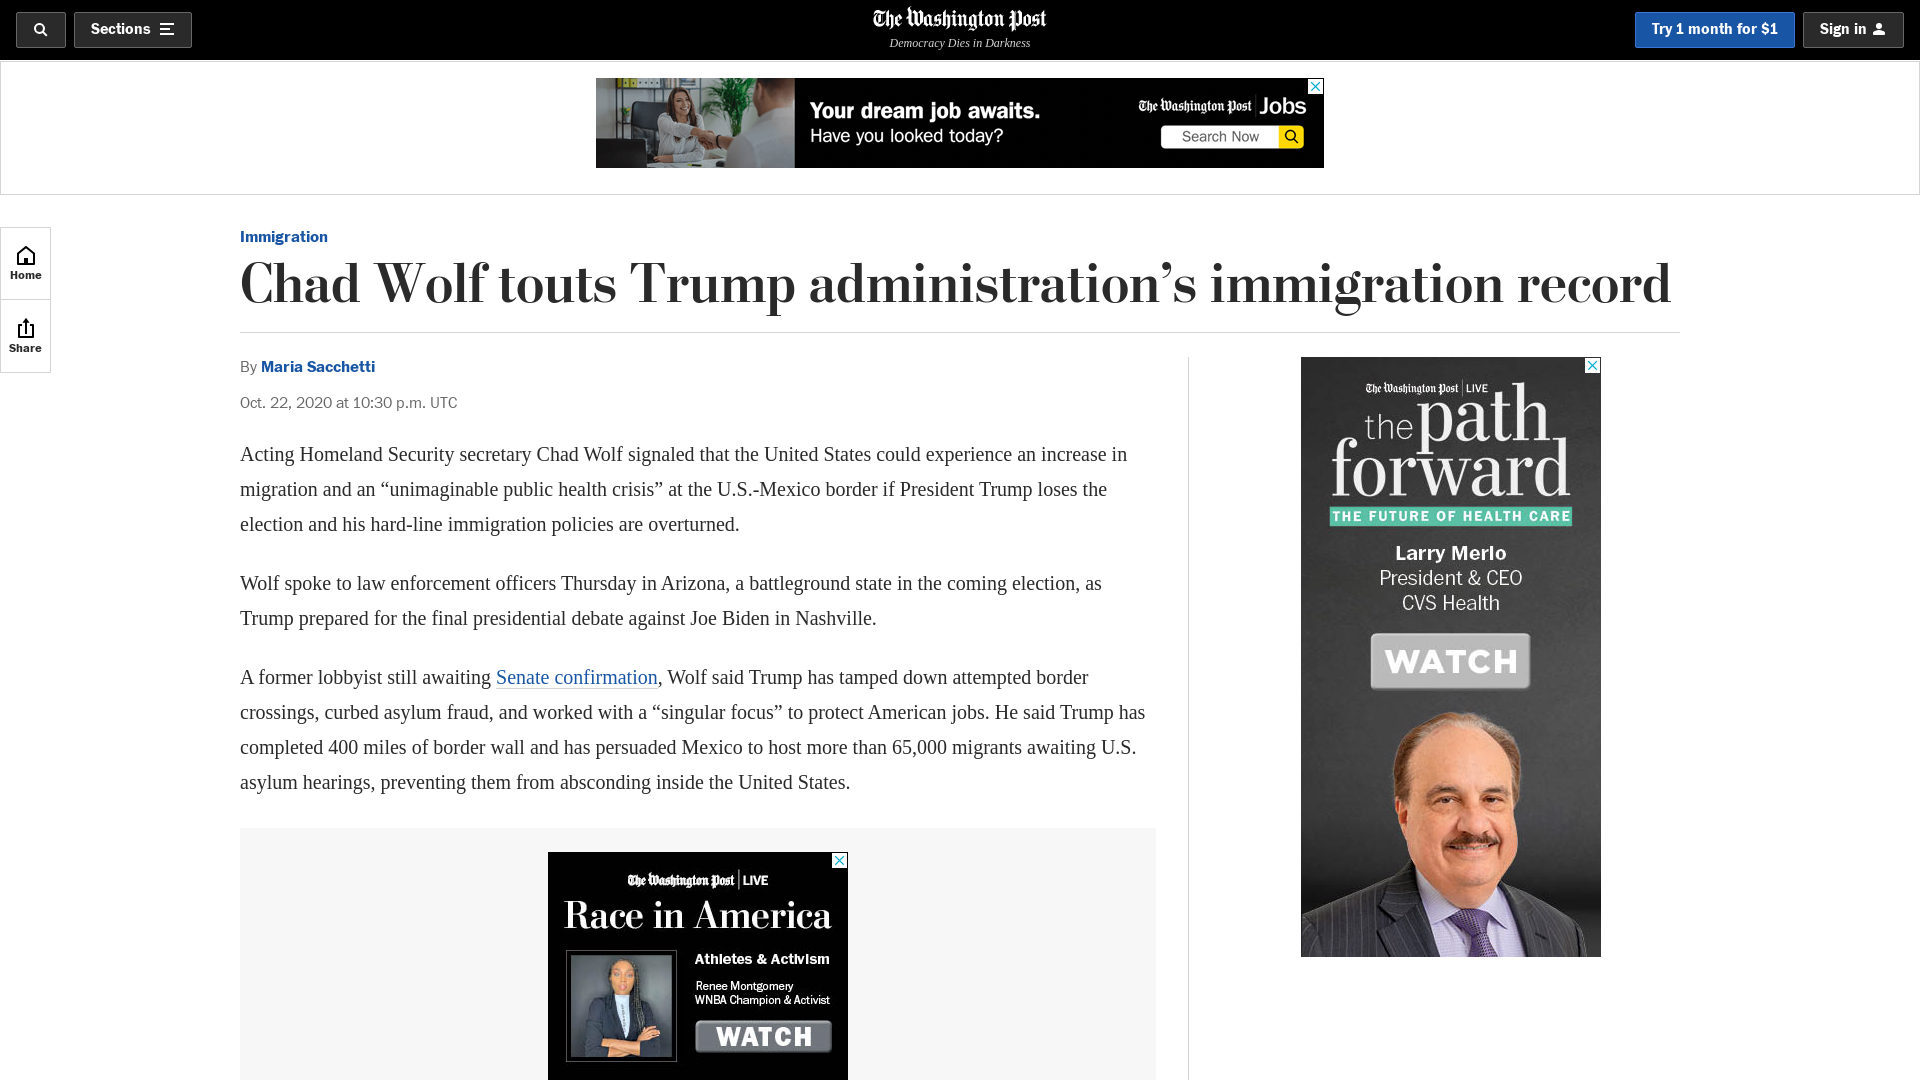 Sections
The Washington Post
Democracy Dies in Darkness
Try 1 month for $1
Sign in
Your dream job awaits.
Have you looked today?
The Washington Post Jobs
Search Now
Home
Share
Immigration
Chad Wolf touts Trump administration’s immigration record
By Maria Sacchetti
Oct. 22, 2020 at 10:30 p.m. UTC
Acting Homeland Security secretary Chad Wolf signaled that the United States could experience an increase in
migration and an “unimaginable public health crisis” at the U.S.-Mexico border if President Trump loses the
election and his hard-line immigration policies are overturned.
Wolf spoke to law enforcement officers Thursday in Arizona, a battleground state in the coming election, as
Trump prepared for the final presidential debate against Joe Biden in Nashville.
A former lobbyist still awaiting Senate confirmation, Wolf said Trump has tamped down attempted border
crossings, curbed asylum fraud, and worked with a “singular focus” to protect American jobs. He said Trump has
completed 400 miles of border wall and has persuaded Mexico to host more than 65,000 migrants awaiting U.S.
asylum hearings, preventing them from absconding inside the United States.
The Washington Post LIVE
Race in America
Athletes & Activism
Renee Montgomery
WNBA Champion & Activist
WATCH
The Washington Post LIVE
the path
forward
THE FUTURE OF HEALTH CARE
Larry Merlo
President & CEO
CVS Health
WATCH